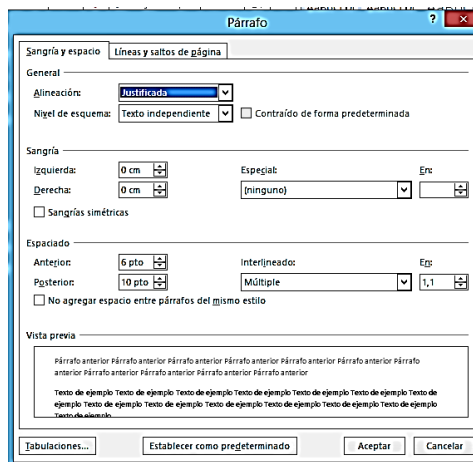 Párrafo ?
Sangría y espacio Líneas y saltos de página
General
Alineación: Justificada
Nivel de esquema: Texto independiente Contraído de forma predeterminada
Sangría
Izquierda: 0 cm Especial: En:
Derecha: 0 cm (ninguno)
Sangrías simétricas
Espaciado
Anterior: 6 pto Interlineado: En:
Posterior: 10 pto Múltiple 1,1
No agregar espacio entre párrafos del mismo estilo
Vista previa
Párrafo anterior Párrafo anterior Párrafo anterior Párrafo anterior Párrafo anterior Párrafo anterior Párrafo
anterior Párrafo anterior Párrafo anterior Párrafo anterior Párrafo anterior
Texto de ejemplo Texto de ejemplo Texto de ejemplo Texto de ejemplo Texto de ejemplo Texto de ejemplo Texto de
ejemplo Texto de ejemplo Texto de ejemplo Texto de ejemplo Texto de ejemplo Texto de ejemplo Texto de ejemplo
Texto de ejemplo
Tabulaciones... Establecer como predeterminado Aceptar Cancelar